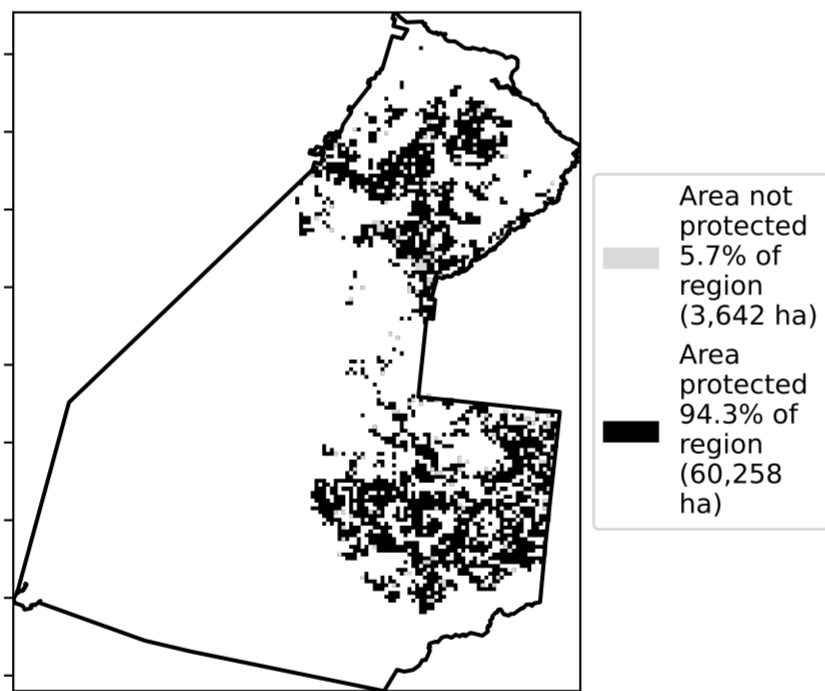 Area not
protected
5.7% of
region
(3,642 ha)
Area
protected
94.3% of
region
(60,258
ha)